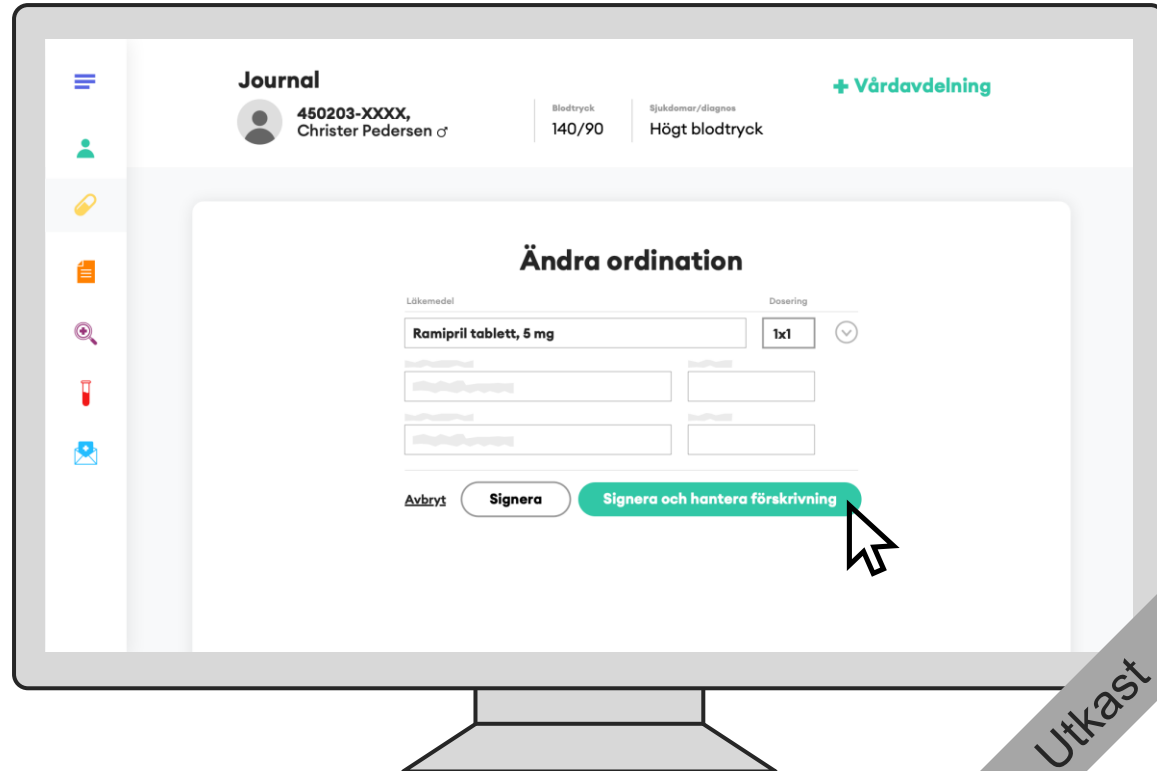 Journal
450203-XXXX,
Christer Pedersen ♂
Blodtryck
140/90
Sjukdomar/diagnos
Högt blodtryck
+ Vårdavdelning
Ändra ordination
Läkemedel
Dosering
Ramipril tablett, 5 mg
1x1
Avbryt
Signera
Signera och hantera förskrivning
Utkast